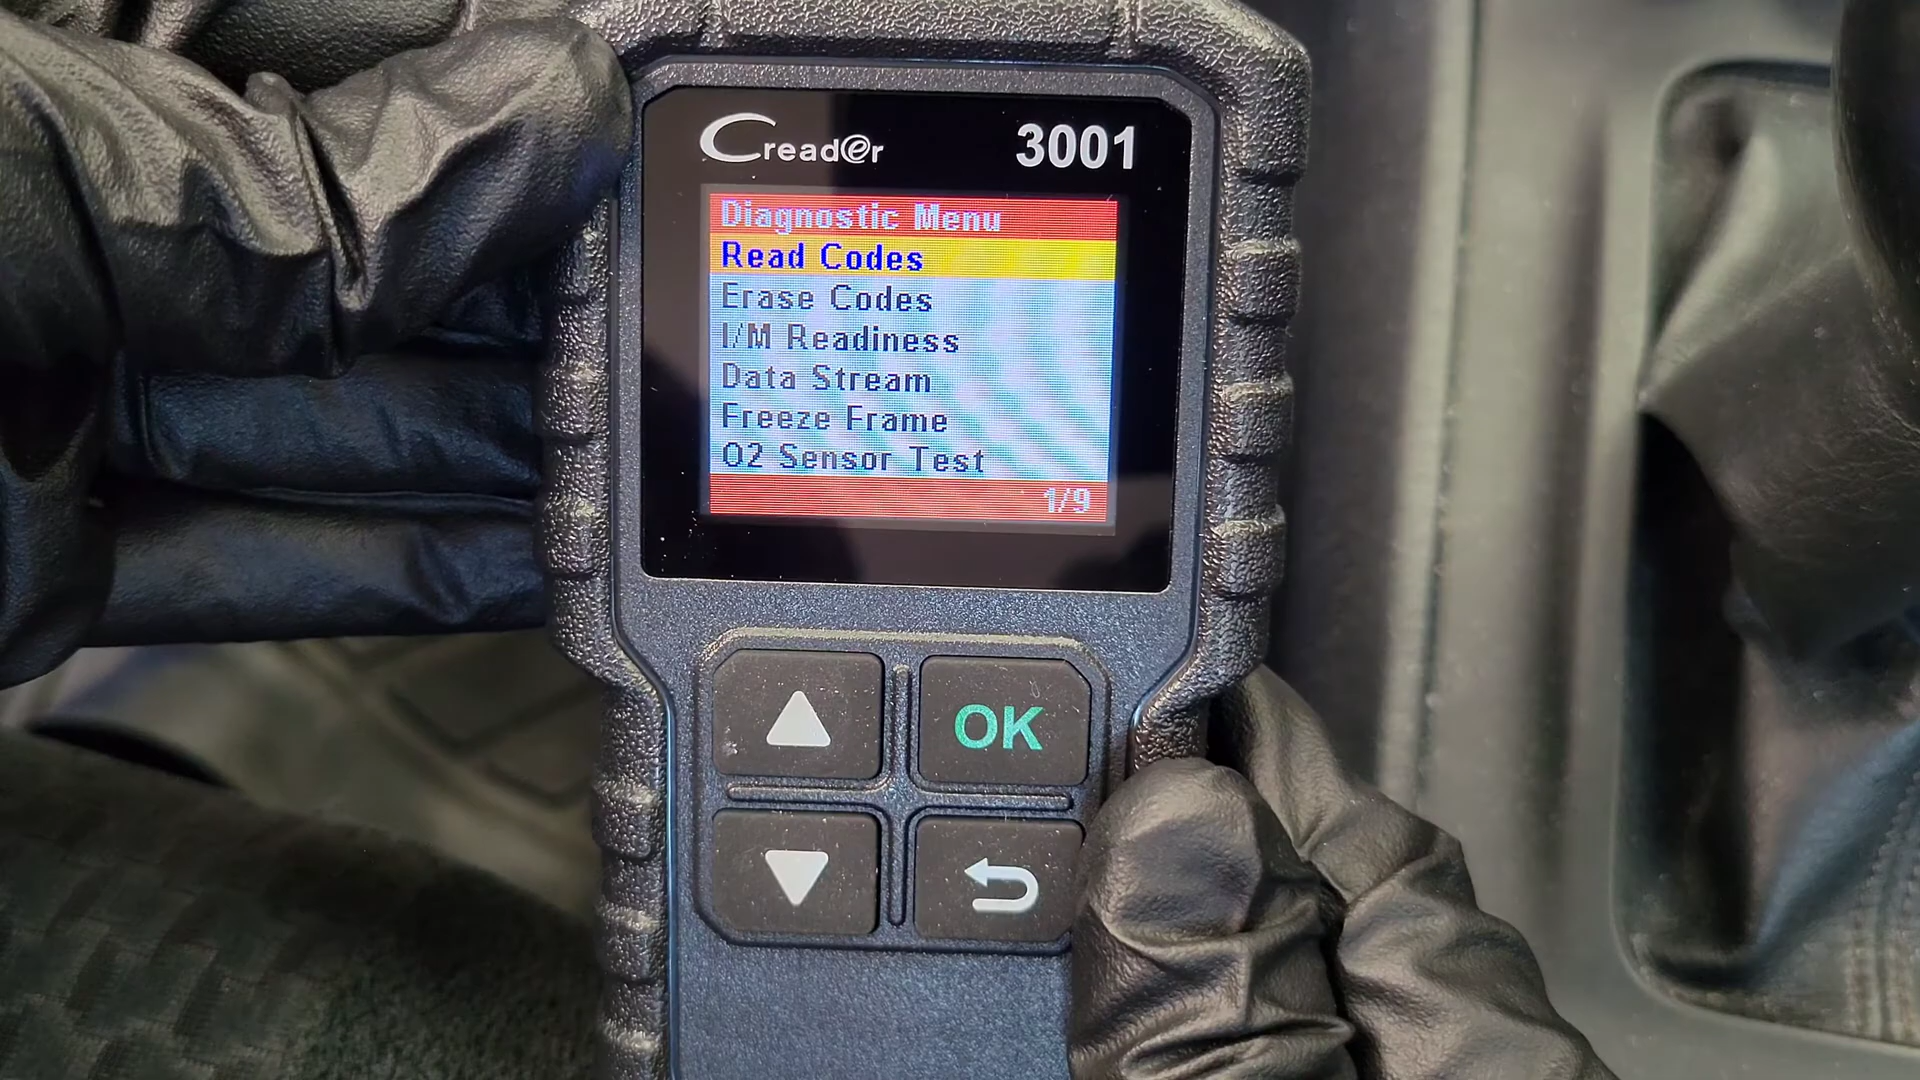 Creader 3001
Diagnostic Menu
Read Codes
Erase Codes
I/M Readiness
Data Stream
Freeze Frame
O2 Sensor Test
1/9
OK